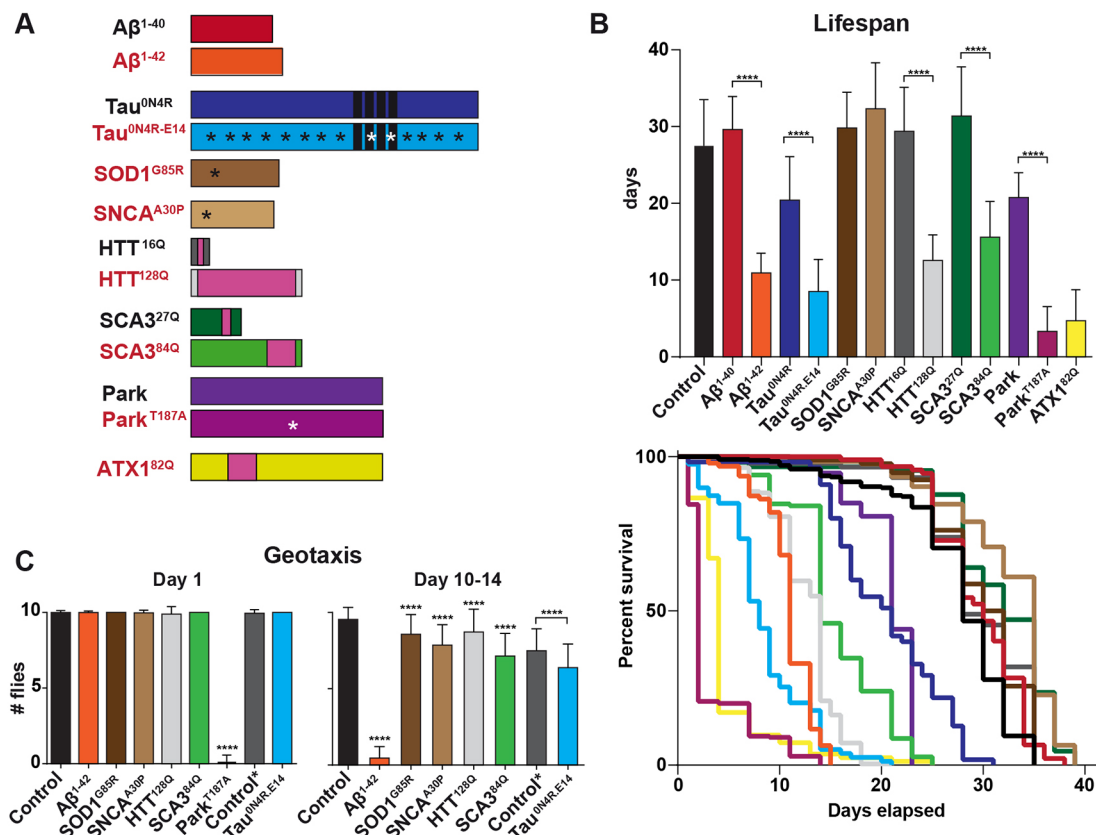 A
Aβ1-40
Aβ1-42
Tau0N4R
Tau0N4R-E14
* * * * * * * * * * * * * *
SOD1G85R
*
SNCAA30P
*
HTT16Q
HTT128Q
SCA327Q
SCA384Q
Park
ParkT187A
*
ATX182Q
B
Lifespan
days
40
30
20
10
0
**** **** **** **** ****
Control Aβ1-40 Aβ1-42 Tau0N4R Tau0N4R.E14 SOD1G85R SNCAA30P HTT16Q HTT128Q SCA327Q SCA384Q Park ParkT187A ATX182Q
Percent survival
100
50
0
0 10 20 30 40
Days elapsed
C
Geotaxis
Day 1
# flies
10
5
0
****
Control Aβ1-42 SOD1G85R SNCAA30P HTT128Q SCA384Q ParkT187A Control* Tau0N4R.E14
Day 10-14
**** **** **** **** **** ****
Control Aβ1-42 SOD1G85R SNCAA30P HTT128Q SCA384Q Control* Tau0N4R.E14